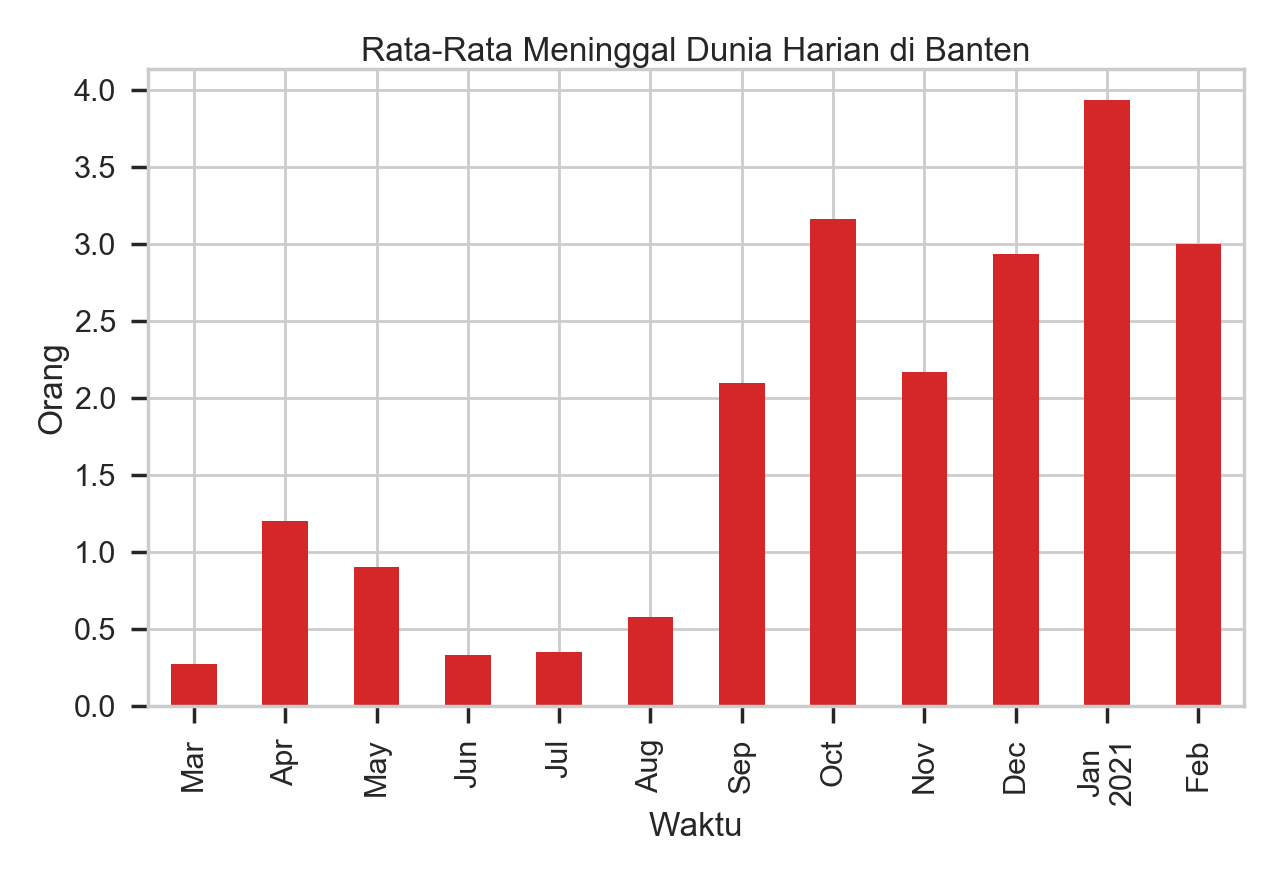 Rata-Rata Meninggal Dunia Harian di Banten
4.0
3.5
3.0
2.5
2.0
1.5
1.0
0.5
0.0
Orang
Mar
Apr
May
Jun
Jul
Aug
Sep
Oct
Nov
Dec
Jan
2021
Feb
Waktu